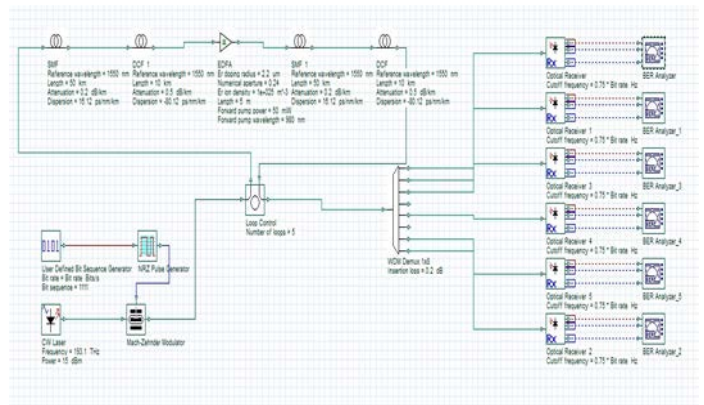 SMF
Reference wavelength = 1550 nm
Length = 50 km
Attenuation = 0.2 dB/km
Dispersion = 16.12 ps/nm/km
DCF 1
Reference wavelength = 1550 nm
Length = 10 km
Attenuation = 0.5 dB/km
Dispersion = -80.12 ps/nm/km
EDFA
Er doping radius = 2.2 um
Numerical aperture = 0.24
Er ion density = 1e+025 m^-3
Length = 5 m
Forward pump power = 50 mW
Forward pump wavelength = 980 nm
SMF 1
Reference wavelength = 1550 nm
Length = 50 km
Attenuation = 0.2 dB/km
Dispersion = 16.12 ps/nm/km
DCF
Reference wavelength = 1550 nm
Length = 10 km
Attenuation = 0.5 dB/km
Dispersion = -80.12 ps/nm/km
Loop Control
Number of loops = 5
0101
User Defined Bit Sequence Generator
Bit rate = Bit rate Bits/s
Bit sequence = 1111
NRZ Pulse Generator
CW Laser
Frequency = 193.1 THz
Power = 15 dBm
Mach-Zehnder Modulator
WDM Demux 1x8
Insertion loss = 0.2 dB
Rx
Optical Receiver
Cutoff frequency = 0.75 * Bit rate Hz
BER Analyzer
Rx
Optical Receiver 1
Cutoff frequency = 0.75 * Bit rate Hz
BER Analyzer_1
Rx
Optical Receiver 3
Cutoff frequency = 0.75 * Bit rate Hz
BER Analyzer_3
Rx
Optical Receiver 4
Cutoff frequency = 0.75 * Bit rate Hz
BER Analyzer_4
Rx
Optical Receiver 5
Cutoff frequency = 0.75 * Bit rate Hz
BER Analyzer_5
Rx
Optical Receiver 2
Cutoff frequency = 0.75 * Bit rate Hz
BER Analyzer_2